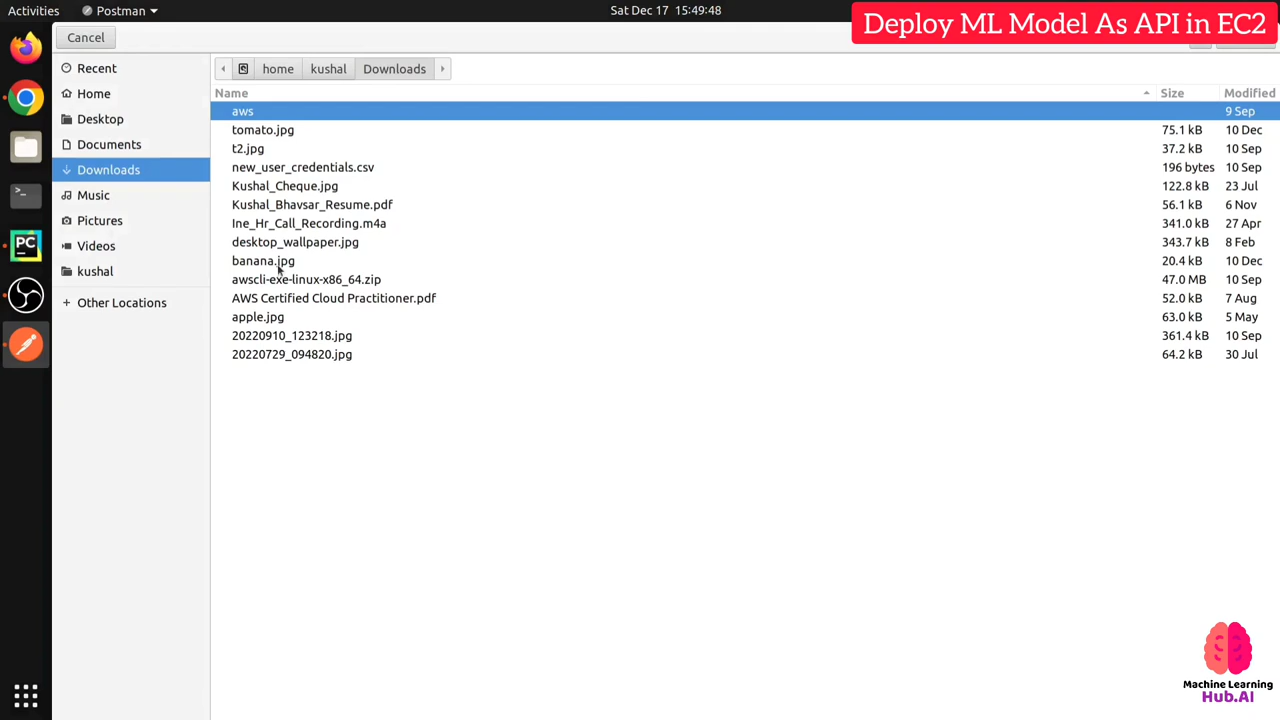 Activities Postman Sat Dec 17 15:49:48
Deploy ML Model As API in EC2
Cancel
Recent
Home
Desktop
Documents
Downloads
Music
Pictures
Videos
kushal
Other Locations
home kushal Downloads
Name Size Modified
aws 9 Sep
tomato.jpg 75.1 kB 10 Dec
t2.jpg 37.2 kB 10 Sep
new_user_credentials.csv 196 bytes 10 Sep
Kushal_Cheque.jpg 122.8 kB 23 Jul
Kushal_Bhavsar_Resume.pdf 56.1 kB 6 Nov
Ine_Hr_Call_Recording.m4a 341.0 kB 27 Apr
desktop_wallpaper.jpg 343.7 kB 8 Feb
banana.jpg 20.4 kB 10 Dec
awscli-exe-linux-x86_64.zip 47.0 MB 10 Sep
AWS Certified Cloud Practitioner.pdf 52.0 kB 7 Aug
apple.jpg 63.0 kB 5 May
20220910_123218.jpg 361.4 kB 10 Sep
20220729_094820.jpg 64.2 kB 30 Jul
PC
Machine Learning
Hub.AI